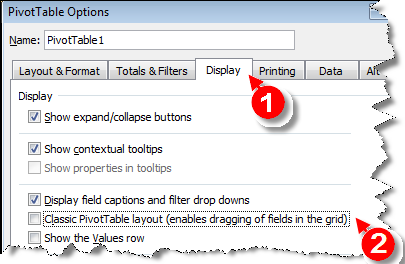 PivotTable Options
Name: PivotTable1
Layout & Format Totals & Filters Display Printing Data Alt
1
Display
Show expand/collapse buttons
Show contextual tooltips
Show properties in tooltips
Display field captions and filter drop downs
Classic PivotTable layout (enables dragging of fields in the grid)
2
Show the Values row